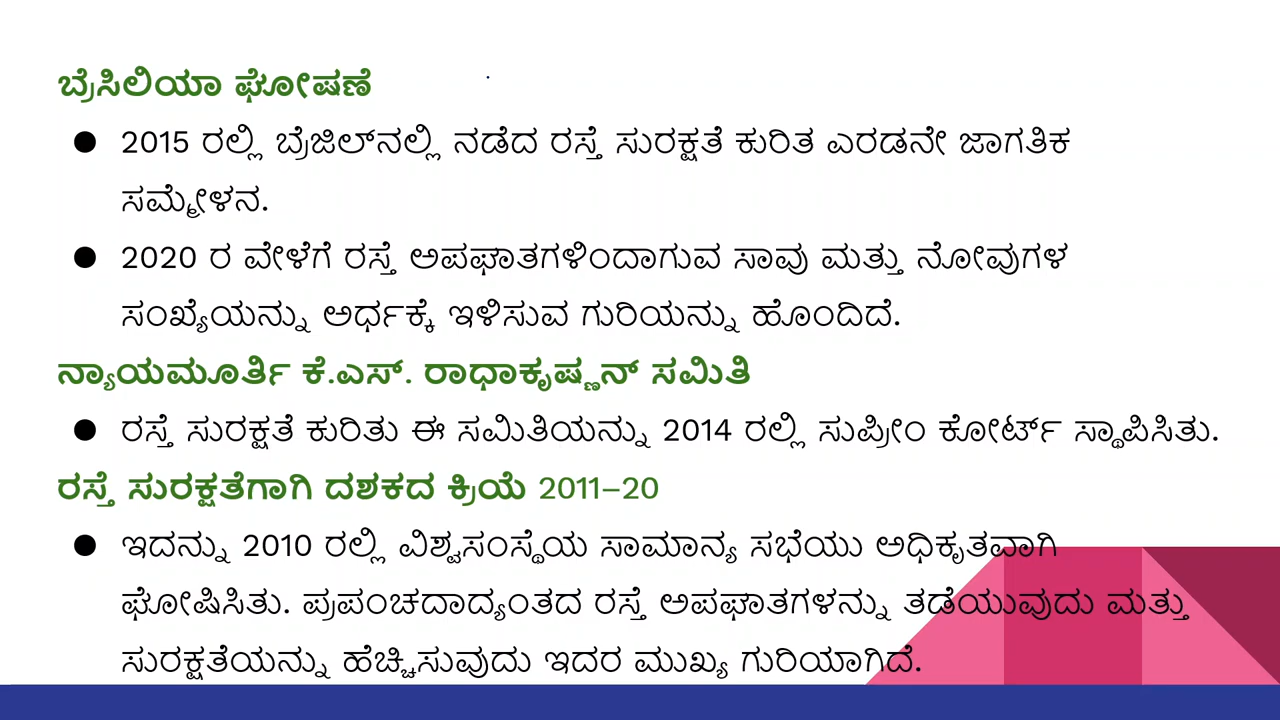 ಬ್ರೆಸಿಲಿಯಾ ಘೋಷಣೆ
● 2015 ರಲ್ಲಿ ಬ್ರೆಜಿಲ್‌ನಲ್ಲಿ ನಡೆದ ರಸ್ತೆ ಸುರಕ್ಷತೆ ಕುರಿತ ಎರಡನೇ ಜಾಗತಿಕ
ಸಮ್ಮೇಳನ.
● 2020 ರ ವೇಳೆಗೆ ರಸ್ತೆ ಅಪಘಾತಗಳಿಂದಾಗುವ ಸಾವು ಮತ್ತು ನೋವುಗಳ
ಸಂಖ್ಯೆಯನ್ನು ಅರ್ಧಕ್ಕೆ ಇಳಿಸುವ ಗುರಿಯನ್ನು ಹೊಂದಿದೆ.
ನ್ಯಾಯಮೂರ್ತಿ ಕೆ.ಎಸ್. ರಾಧಾಕೃಷ್ಣನ್ ಸಮಿತಿ
● ರಸ್ತೆ ಸುರಕ್ಷತೆ ಕುರಿತು ಈ ಸಮಿತಿಯನ್ನು 2014 ರಲ್ಲಿ ಸುಪ್ರೀಂ ಕೋರ್ಟ್ ಸ್ಥಾಪಿಸಿತು.
ರಸ್ತೆ ಸುರಕ್ಷತೆಗಾಗಿ ದಶಕದ ಕ್ರಿಯೆ 2011–20
● ಇದನ್ನು 2010 ರಲ್ಲಿ ವಿಶ್ವಸಂಸ್ಥೆಯ ಸಾಮಾನ್ಯ ಸಭೆಯು ಅಧಿಕೃತವಾಗಿ
ಘೋಷಿಸಿತು. ಪ್ರಪಂಚದಾದ್ಯಂತದ ರಸ್ತೆ ಅಪಘಾತಗಳನ್ನು ತಡೆಯುವುದು ಮತ್ತು
ಸುರಕ್ಷತೆಯನ್ನು ಹೆಚ್ಚಿಸುವುದು ಇದರ ಮುಖ್ಯ ಗುರಿಯಾಗಿದೆ.